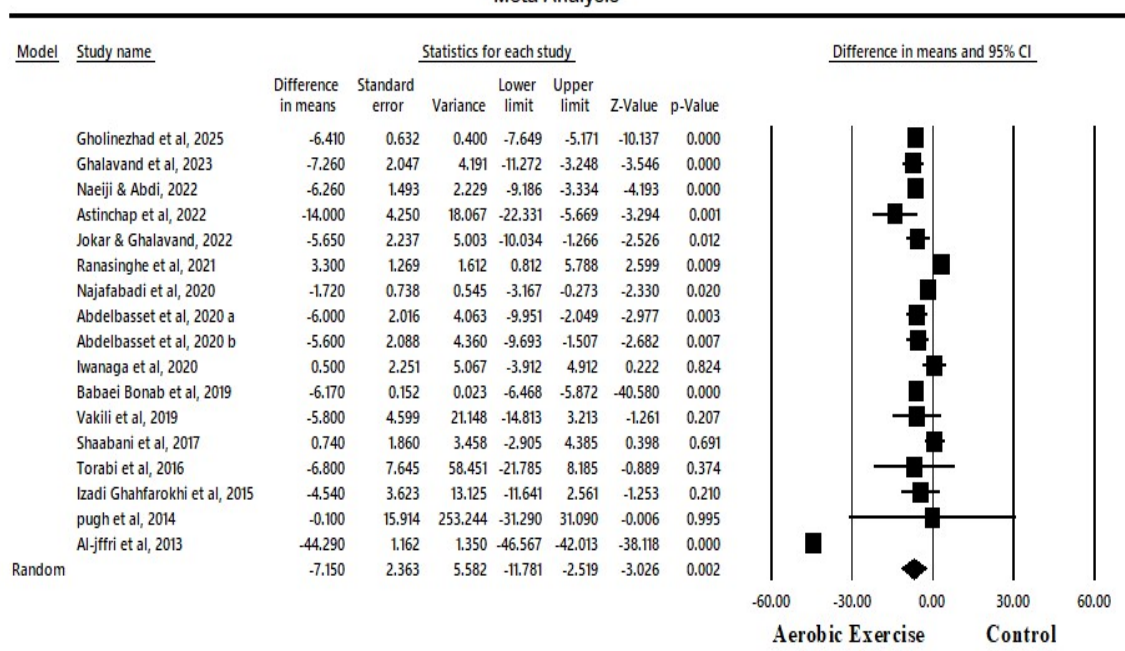 Meta Analysis
Model Study name Statistics for each study Difference in means and 95% CI
Difference in means Standard error Variance Lower limit Upper limit Z-Value p-Value
Gholinezhad et al, 2025 -6.410 0.632 0.400 -7.649 -5.171 -10.137 0.000
Ghalavand et al, 2023 -7.260 2.047 4.191 -11.272 -3.248 -3.546 0.000
Naeiji & Abdi, 2022 -6.260 1.493 2.229 -9.186 -3.334 -4.193 0.000
Astinchap et al, 2022 -14.000 4.250 18.067 -22.331 -5.669 -3.294 0.001
Jokar & Ghalavand, 2022 -5.650 2.237 5.003 -10.034 -1.266 -2.526 0.012
Ranasinghe et al, 2021 3.300 1.269 1.612 0.812 5.788 2.599 0.009
Najafabadi et al, 2020 -1.720 0.738 0.545 -3.167 -0.273 -2.330 0.020
Abdelbasset et al, 2020 a -6.000 2.016 4.063 -9.951 -2.049 -2.977 0.003
Abdelbasset et al, 2020 b -5.600 2.088 4.360 -9.693 -1.507 -2.682 0.007
Iwanaga et al, 2020 0.500 2.251 5.067 -3.912 4.912 0.222 0.824
Babaei Bonab et al, 2019 -6.170 0.152 0.023 -6.468 -5.872 -40.580 0.000
Vakili et al, 2019 -5.800 4.599 21.148 -14.813 3.213 -1.261 0.207
Shaabani et al, 2017 0.740 1.860 3.458 -2.905 4.385 0.398 0.691
Torabi et al, 2016 -6.800 7.645 58.451 -21.785 8.185 -0.889 0.374
Izadi Ghahfarokhi et al, 2015 -4.540 3.623 13.125 -11.641 2.561 -1.253 0.210
pugh et al, 2014 -0.100 15.914 253.244 -31.290 31.090 -0.006 0.995
Al-jffri et al, 2013 -44.290 1.162 1.350 -46.567 -42.013 -38.118 0.000
Random -7.150 2.363 5.582 -11.781 -2.519 -3.026 0.002
-60.00 -30.00 0.00 30.00 60.00
Aerobic Exercise Control